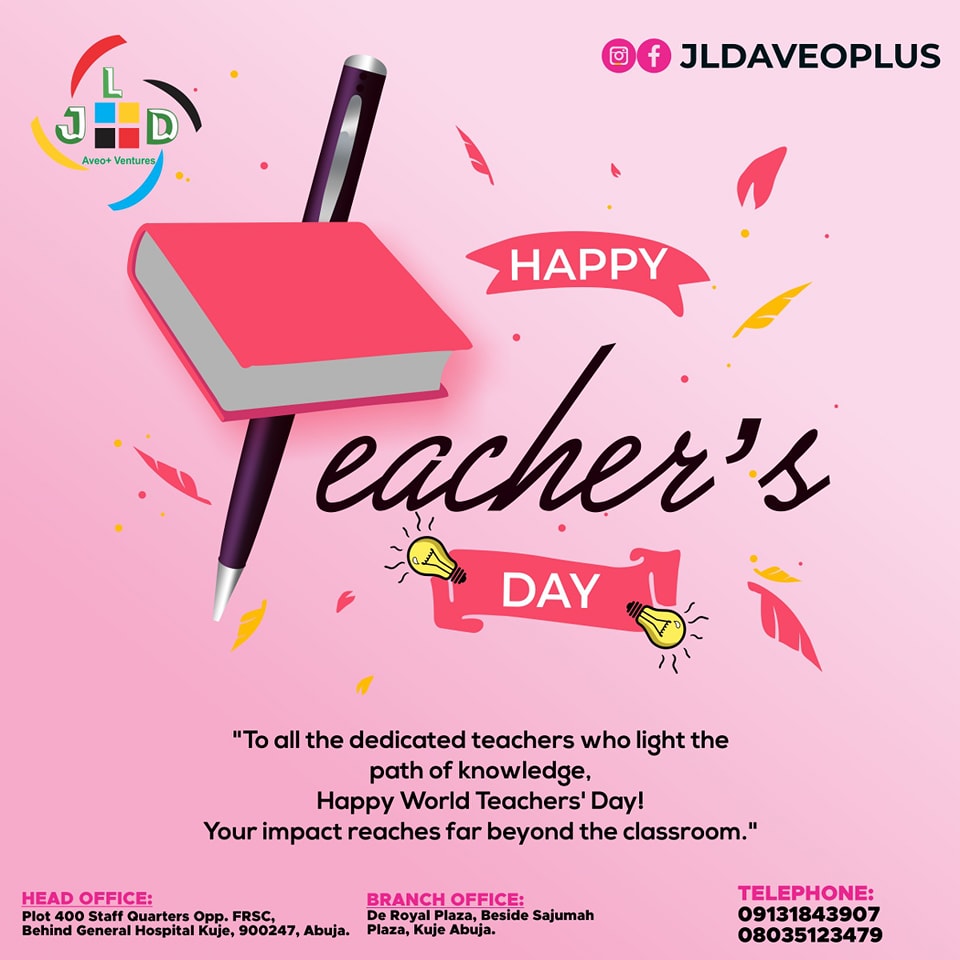 L
J D
Aveo+ Ventures
JLDAVEOPLUS
HAPPY
Teacher's
DAY
"To all the dedicated teachers who light the
path of knowledge,
Happy World Teachers' Day!
Your impact reaches far beyond the classroom."
HEAD OFFICE:
Plot 400 Staff Quarters Opp. FRSC,
Behind General Hospital Kuje, 900247, Abuja.
BRANCH OFFICE:
De Royal Plaza, Beside Sajumah
Plaza, Kuje Abuja.
TELEPHONE:
09131843907
08035123479